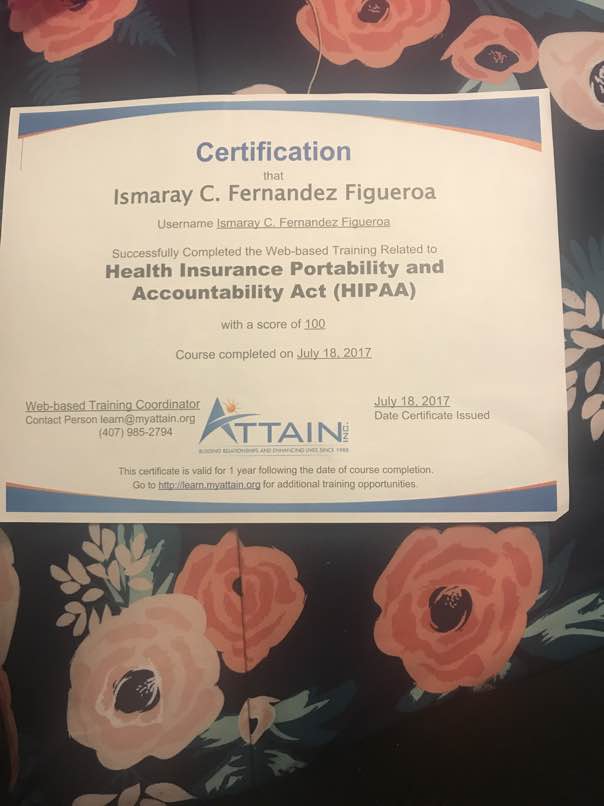 Certification
that
Ismaray C. Fernandez Figueroa
Username Ismaray C. Fernandez Figueroa
Successfully Completed the Web-based Training Related to
Health Insurance Portability and
Accountability Act (HIPAA)
with a score of 100
Course completed on July 18, 2017
Web-based Training Coordinator
Contact Person learn@myattain.org
(407) 985-2794
ATTAIN INC.
BUILDING RELATIONSHIPS AND ENHANCING LIVES SINCE 1988
July 18, 2017
Date Certificate Issued
This certificate is valid for 1 year following the date of course completion.
Go to http://learn.myattain.org for additional training opportunities.